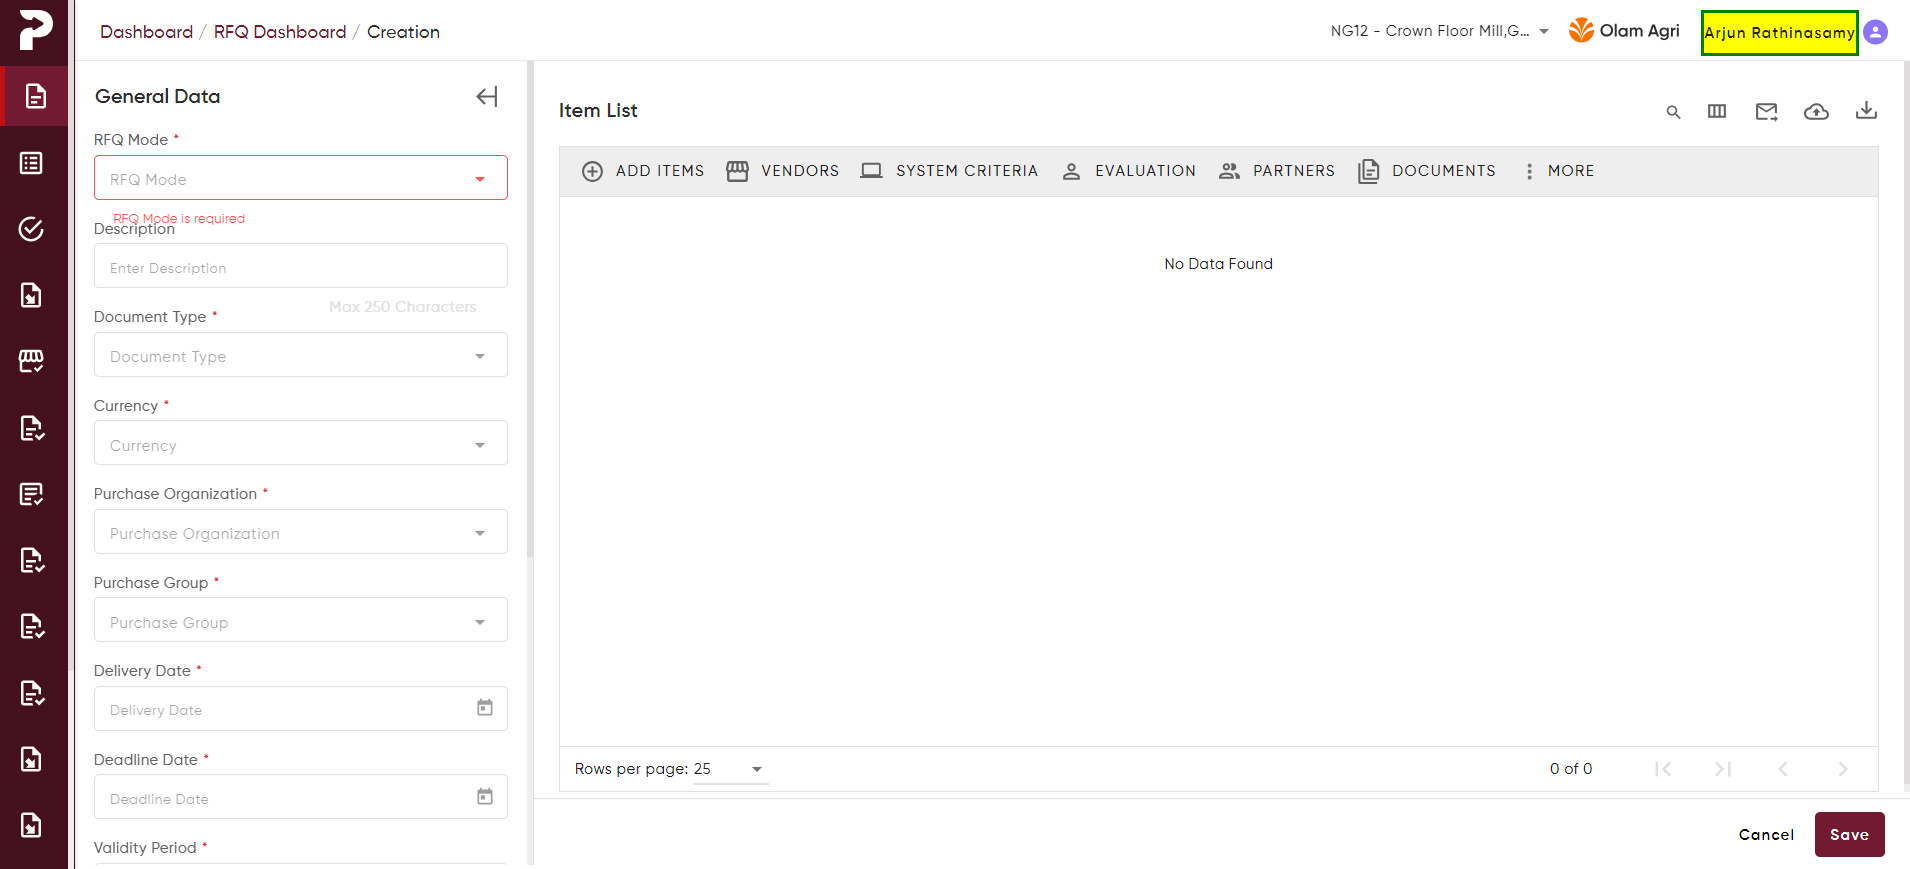 Dashboard / RFQ Dashboard / Creation
NG12 - Crown Floor Mill,G...
Olam Agri
Arjun Rathinasamy
General Data
RFQ Mode *
RFQ Mode
RFQ Mode is required
Description
Enter Description
Max 250 Characters
Document Type *
Document Type
Currency *
Currency
Purchase Organization *
Purchase Organization
Purchase Group *
Purchase Group
Delivery Date *
Delivery Date
Deadline Date *
Deadline Date
Validity Period *
Item List
ADD ITEMS VENDORS SYSTEM CRITERIA EVALUATION PARTNERS DOCUMENTS MORE
No Data Found
Rows per page: 25
0 of 0
Cancel Save